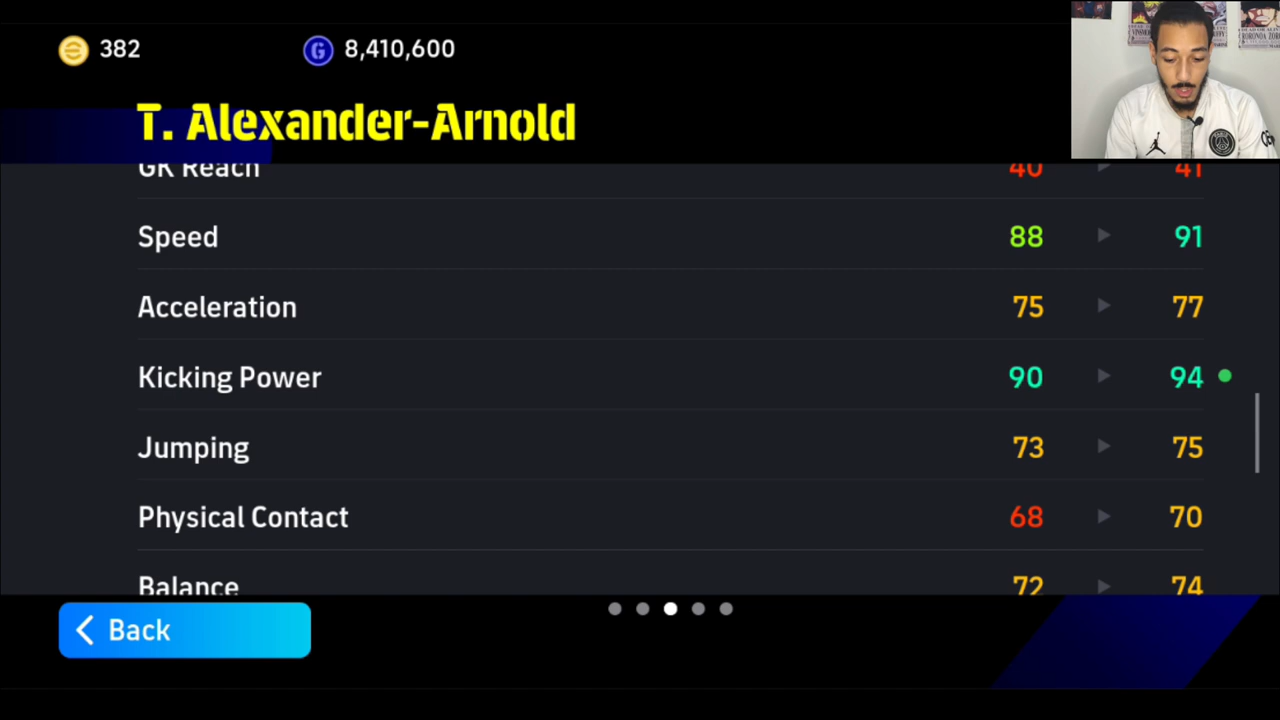 382 8,410,600
T. Alexander-Arnold
GK Reach 40 41
Speed 88 91
Acceleration 75 77
Kicking Power 90 94
Jumping 73 75
Physical Contact 68 70
Balance 72 74
Back